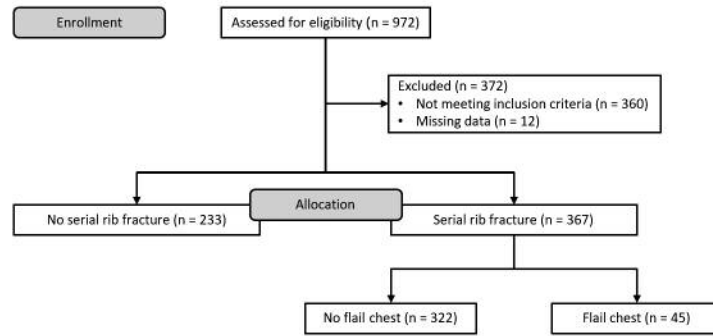 Enrollment
Assessed for eligibility (n = 972)
Excluded (n = 372)
• Not meeting inclusion criteria (n = 360)
• Missing data (n = 12)
Allocation
No serial rib fracture (n = 233)
Serial rib fracture (n = 367)
No flail chest (n = 322)
Flail chest (n = 45)